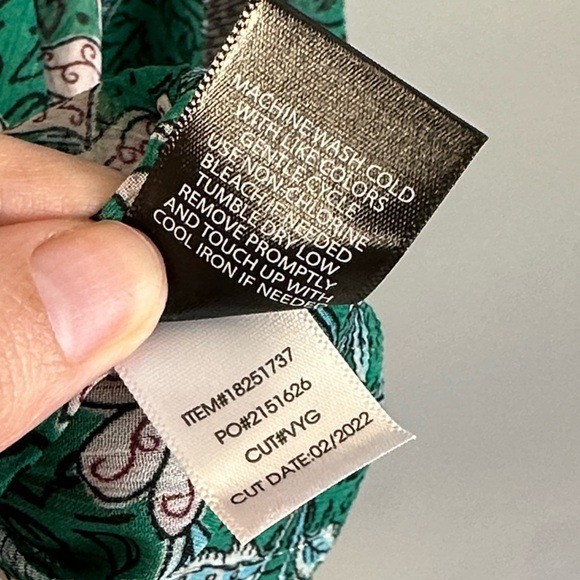 MACHINE WASH COLD
WITH LIKE COLORS
GENTLE CYCLE
USE NON-CHLORINE
BLEACH IF NEEDED
TUMBLE DRY LOW
REMOVE PROMPTLY
AND TOUCH UP WITH
COOL IRON IF NEEDED
ITEM#18251737
PO#2151626
CUT#VYG
CUT DATE:02/2022